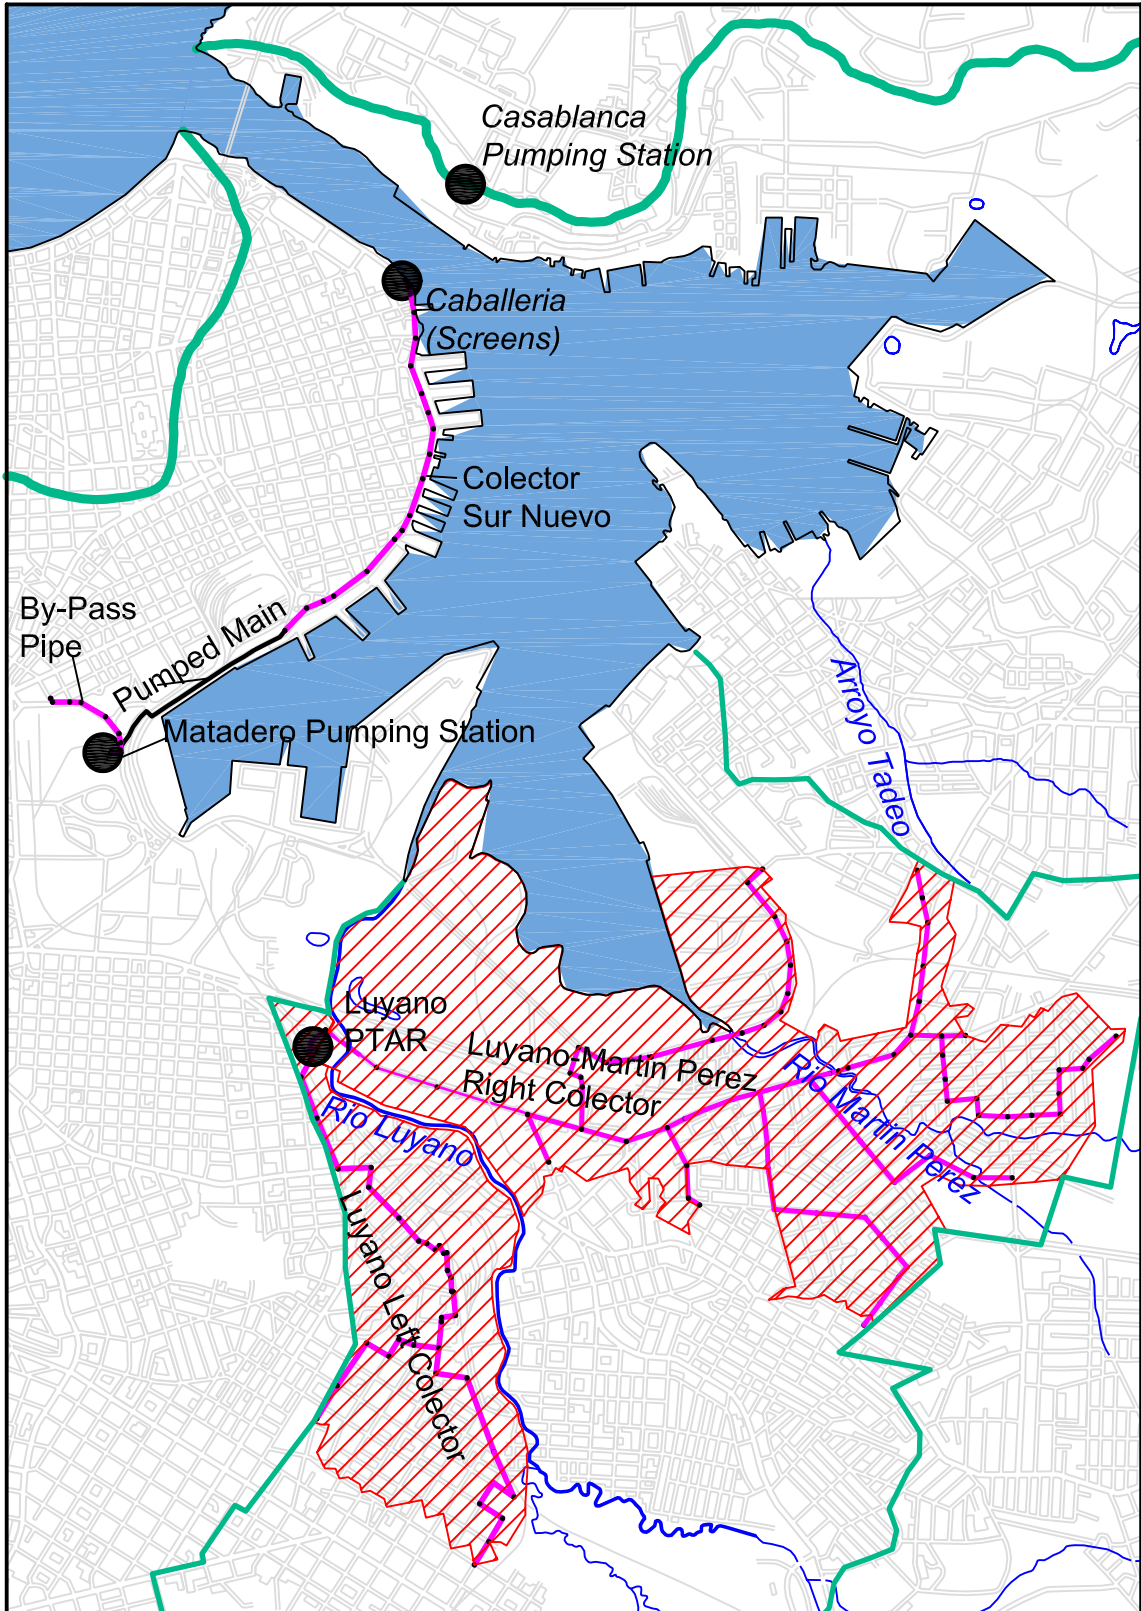 Casablanca
Pumping Station
Caballeria
(Screens)
Colector
Sur Nuevo
By-Pass
Pipe
Pumped Main
Matadero Pumping Station
Arroyo Tadeo
Luyano
PTAR
Luyano-Martin Perez
Right Colector
Rio Martin Perez
Rio Luyano
Luyano Left Colector